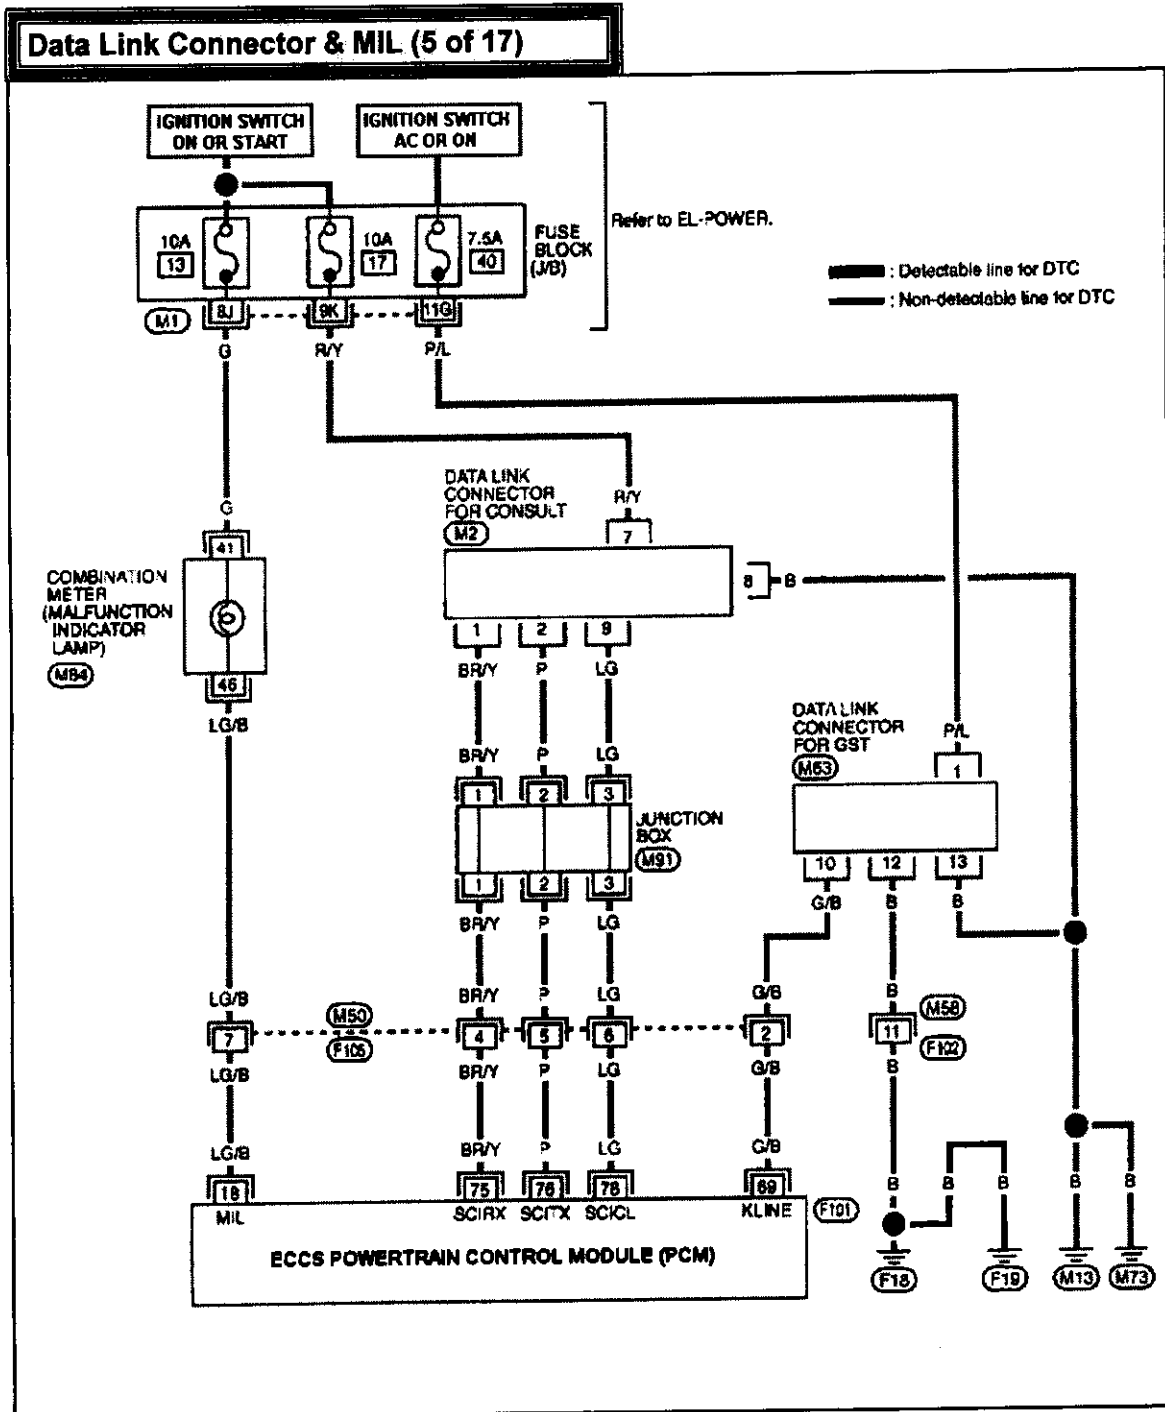 Data Link Connector & MIL (5 of 17)
IGNITION SWITCH
ON OR START
IGNITION SWITCH
AC OR ON
Refer to EL-POWER.
10A
13
10A
17
7.5A
40
FUSE
BLOCK
(J/B)
: Detectable line for DTC
: Non-detectable line for DTC
M1
8J
9K
11G
G
R/Y
P/L
DATA LINK
CONNECTOR
FOR CONSULT
M2
R/Y
7
G
41
8
B
COMBINATION
METER
(MALFUNCTION
INDICATOR
LAMP)
M84
46
LG/B
1
2
9
BR/Y
P
LG
DATA LINK
CONNECTOR
FOR GST
M63
P/L
1
BR/Y
P
LG
1
2
3
JUNCTION
BOX
M91
1
2
3
10
12
13
G/B
B
B
BR/Y
P
LG
LG/B
BR/Y
P
LG
G/B
B
M50
F105
7
4
5
6
2
11
M58
F102
LG/B
BR/Y
P
LG
G/B
B
LG/B
BR/Y
P
LG
G/B
B
B
B
B
B
18
75
76
78
69
MIL
SCIRX
SCITX
SCICL
KLINE
F101
ECCS POWERTRAIN CONTROL MODULE (PCM)
F18
F19
M13
M73